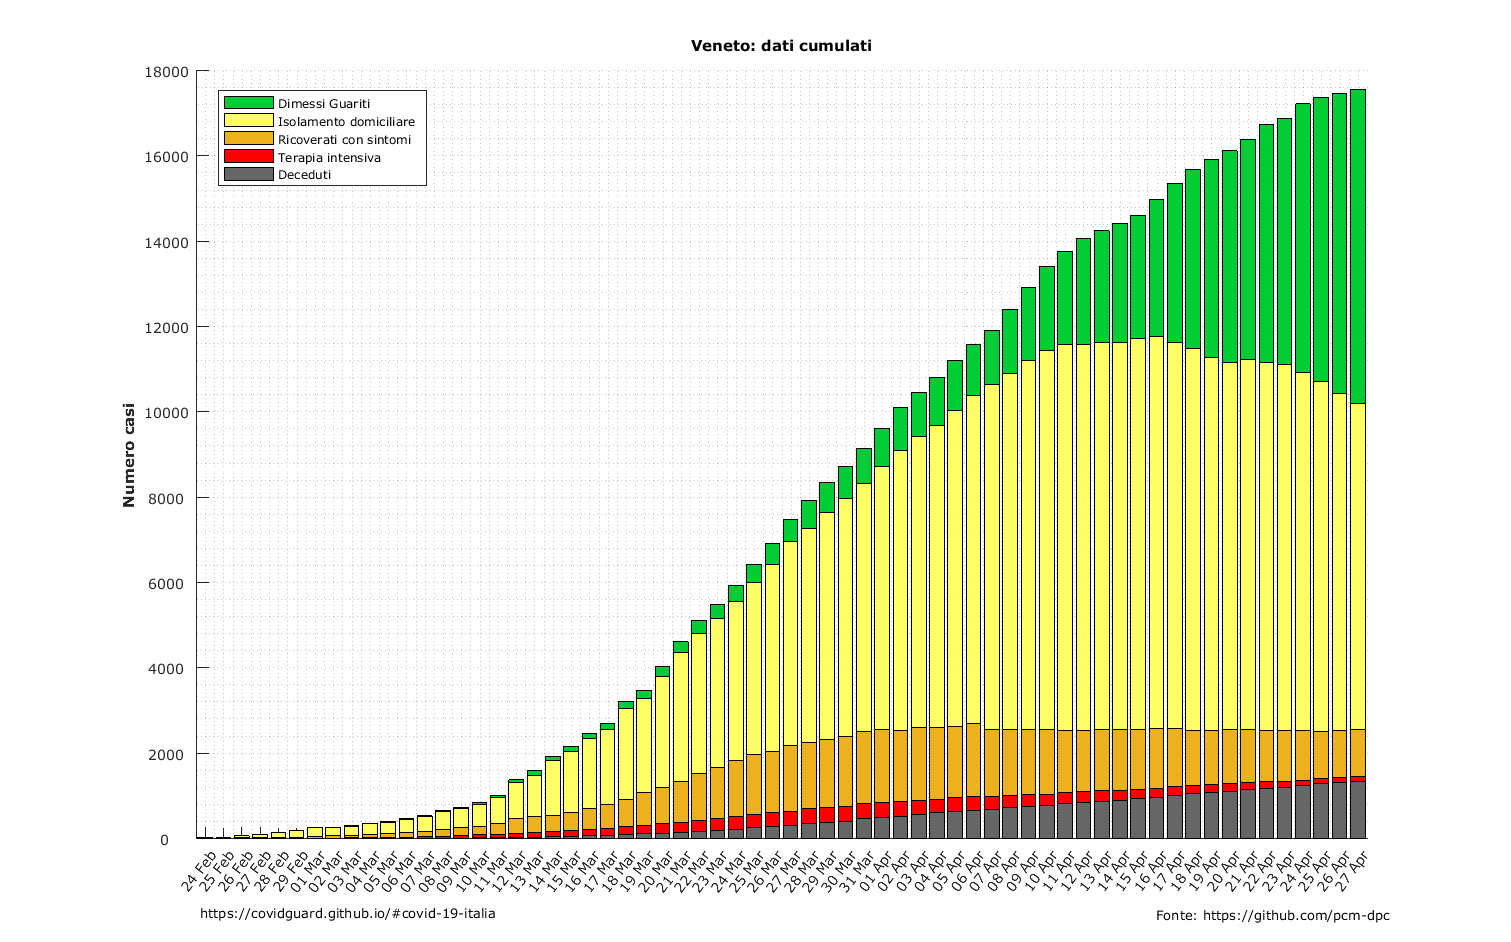 Veneto: dati cumulati
18000
16000
14000
12000
10000
8000
6000
4000
2000
0
Numero casi
Dimessi Guariti
Isolamento domiciliare
Ricoverati con sintomi
Terapia intensiva
Deceduti
24 Feb
25 Feb
26 Feb
27 Feb
28 Feb
29 Feb
01 Mar
02 Mar
03 Mar
04 Mar
05 Mar
06 Mar
07 Mar
08 Mar
09 Mar
10 Mar
11 Mar
12 Mar
13 Mar
14 Mar
15 Mar
16 Mar
17 Mar
18 Mar
19 Mar
20 Mar
21 Mar
22 Mar
23 Mar
24 Mar
25 Mar
26 Mar
27 Mar
28 Mar
29 Mar
30 Mar
31 Mar
01 Apr
02 Apr
03 Apr
04 Apr
05 Apr
06 Apr
07 Apr
08 Apr
09 Apr
10 Apr
11 Apr
12 Apr
13 Apr
14 Apr
15 Apr
16 Apr
17 Apr
18 Apr
19 Apr
20 Apr
21 Apr
22 Apr
23 Apr
24 Apr
25 Apr
26 Apr
27 Apr
https://covidguard.github.io/#covid-19-italia
Fonte: https://github.com/pcm-dpc